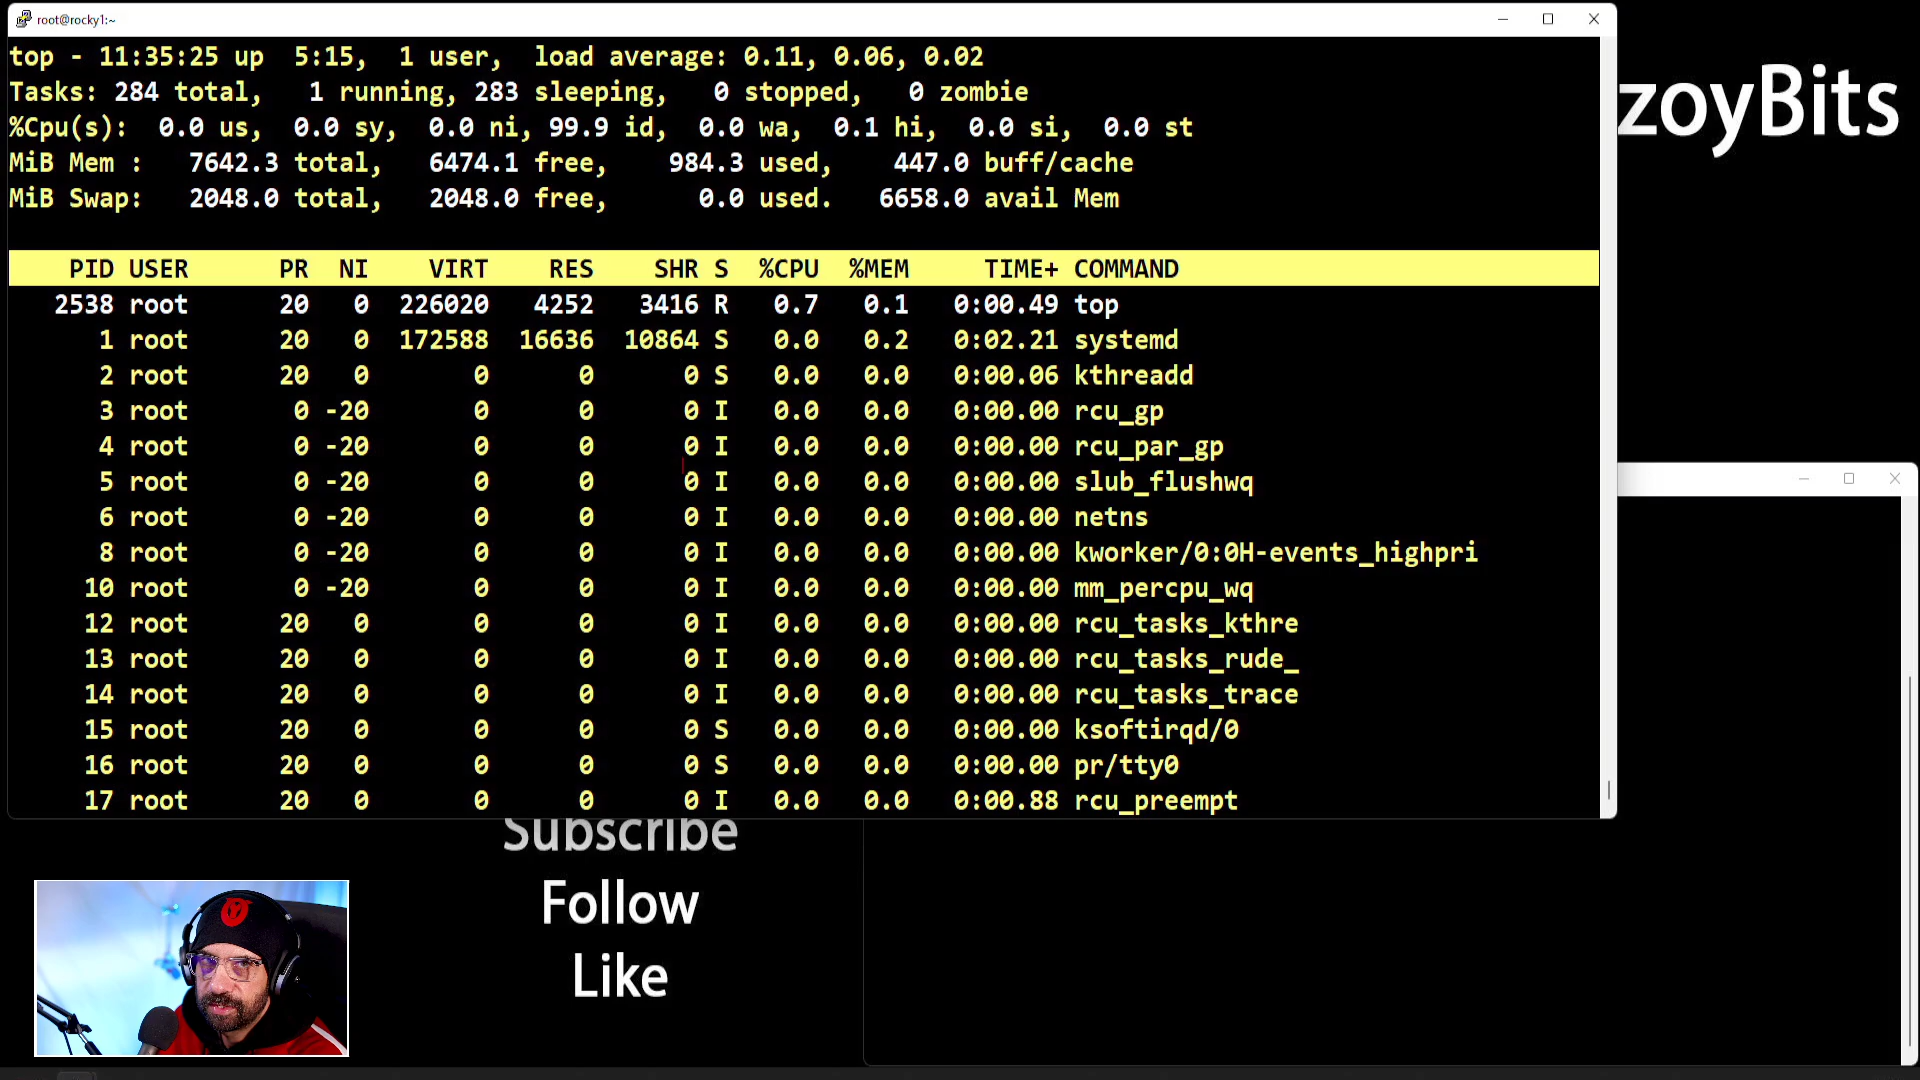 root@rocky1:~
top - 11:35:25 up  5:15,  1 user,  load average: 0.11, 0.06, 0.02
Tasks: 284 total,   1 running, 283 sleeping,   0 stopped,   0 zombie
%Cpu(s):  0.0 us,  0.0 sy,  0.0 ni, 99.9 id,  0.0 wa,  0.1 hi,  0.0 si,  0.0 st
MiB Mem :   7642.3 total,   6474.1 free,    984.3 used,    447.0 buff/cache
MiB Swap:   2048.0 total,   2048.0 free,      0.0 used.   6658.0 avail Mem
PID USER      PR  NI    VIRT    RES    SHR S  %CPU  %MEM     TIME+ COMMAND
2538 root      20   0  226020   4252   3416 R   0.7   0.1   0:00.49 top
1 root      20   0  172588  16636  10864 S   0.0   0.2   0:02.21 systemd
2 root      20   0       0      0      0 S   0.0   0.0   0:00.06 kthreadd
3 root       0 -20       0      0      0 I   0.0   0.0   0:00.00 rcu_gp
4 root       0 -20       0      0      0 I   0.0   0.0   0:00.00 rcu_par_gp
5 root       0 -20       0      0      0 I   0.0   0.0   0:00.00 slub_flushwq
6 root       0 -20       0      0      0 I   0.0   0.0   0:00.00 netns
8 root       0 -20       0      0      0 I   0.0   0.0   0:00.00 kworker/0:0H-events_highpri
10 root       0 -20       0      0      0 I   0.0   0.0   0:00.00 mm_percpu_wq
12 root      20   0       0      0      0 I   0.0   0.0   0:00.00 rcu_tasks_kthre
13 root      20   0       0      0      0 I   0.0   0.0   0:00.00 rcu_tasks_rude_
14 root      20   0       0      0      0 I   0.0   0.0   0:00.00 rcu_tasks_trace
15 root      20   0       0      0      0 S   0.0   0.0   0:00.00 ksoftirqd/0
16 root      20   0       0      0      0 S   0.0   0.0   0:00.00 pr/tty0
17 root      20   0       0      0      0 I   0.0   0.0   0:00.88 rcu_preempt
zoyBits
Subscribe
Follow
Like